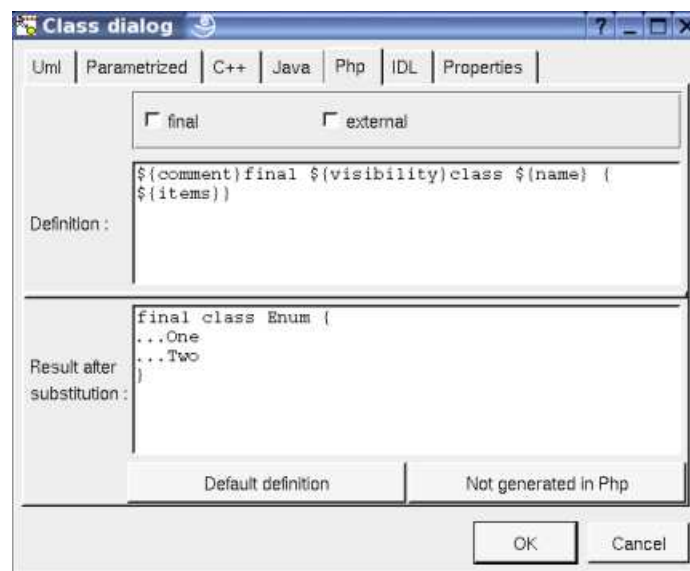 Class dialog
Uml Parametrized C++ Java Php IDL Properties
final external
Definition :
${comment}final ${visibility}class ${name} {
${items}}
Result after
substitution :
final class Enum {
...One
...Two
}
Default definition Not generated in Php
OK Cancel